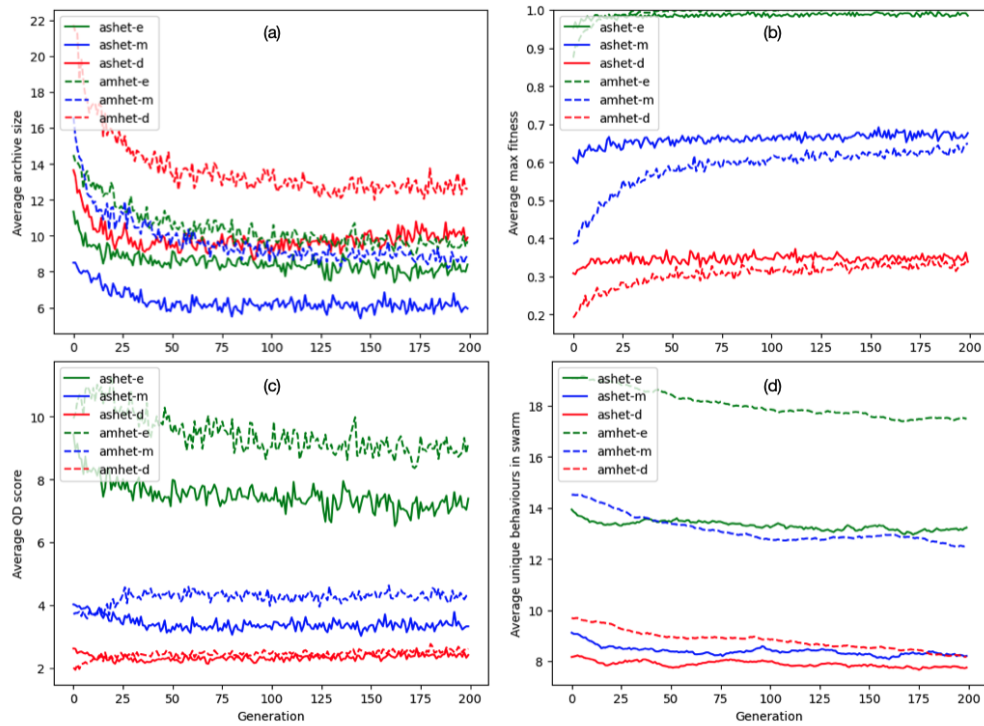 (a)
ashet-e
ashet-m
ashet-d
amhet-e
amhet-m
amhet-d
Average archive size
22
20
18
16
14
12
10
8
6
0 25 50 75 100 125 150 175 200
(b)
ashet-e
ashet-m
ashet-d
amhet-e
amhet-m
amhet-d
Average max fitness
1.0
0.9
0.8
0.7
0.6
0.5
0.4
0.3
0.2
0 25 50 75 100 125 150 175 200
(c)
ashet-e
ashet-m
ashet-d
amhet-e
amhet-m
amhet-d
Average QD score
10
8
6
4
2
0 25 50 75 100 125 150 175 200
Generation
(d)
ashet-e
ashet-m
ashet-d
amhet-e
amhet-m
amhet-d
Average unique behaviours in swarm
18
16
14
12
10
8
0 25 50 75 100 125 150 175 200
Generation